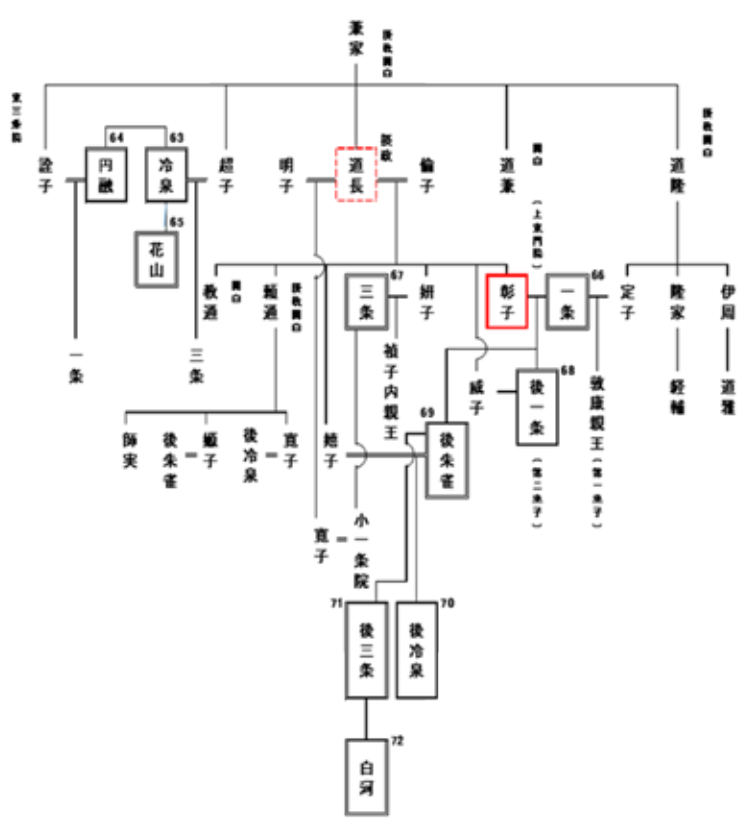 兼家
摂政関白
東三条院
詮子
64
円融
63
冷泉
超子
65
花山
明子
道長
摂政
倫子
道兼
関白
道隆
摂政関白
教通
関白
頼通
摂政関白
67
三条
妍子
彰子
(上東門院)
66
一条
定子
隆家
伊周
一条
三条
禎子内親王
威子
68
後一条
(第二皇子)
敦康親王
(第一皇子)
経輔
道雅
師実
後朱雀
嫄子
後冷泉
寛子
嬉子
69
後朱雀
寛子
小一条院
71
後三条
70
後冷泉
72
白河